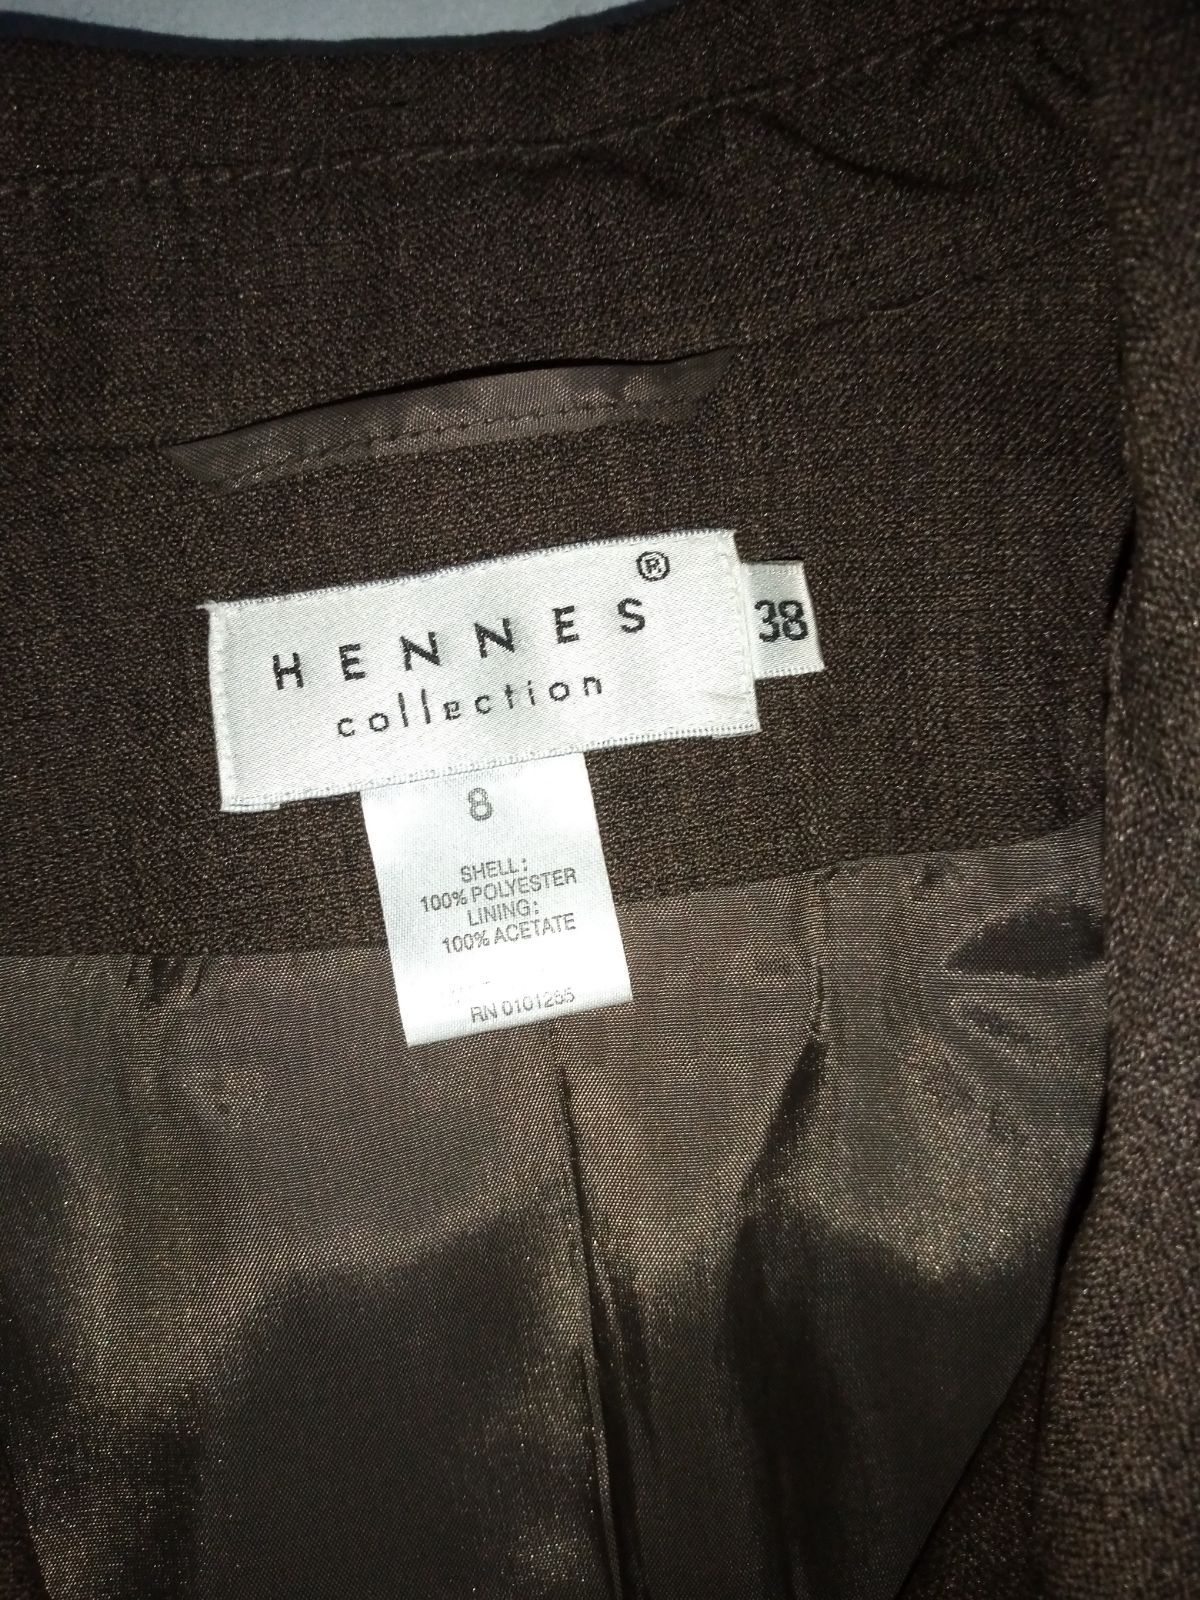 HENNES ®
collection
38
8
SHELL:
100% POLYESTER
LINING:
100% ACETATE
RN 0101255